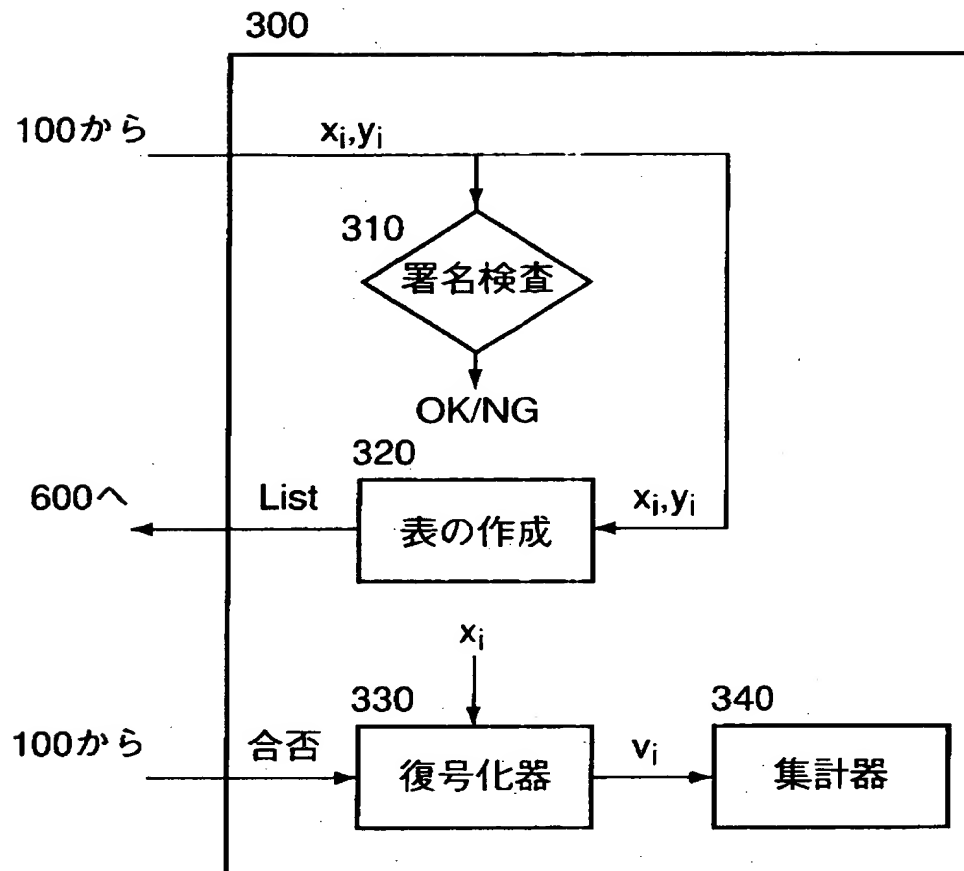 300
100から
xi,yi
310
署名検査
OK/NG
320
600へ
List
表の作成
xi,yi
xi
330
340
100から
合否
復号化器
vi
集計器